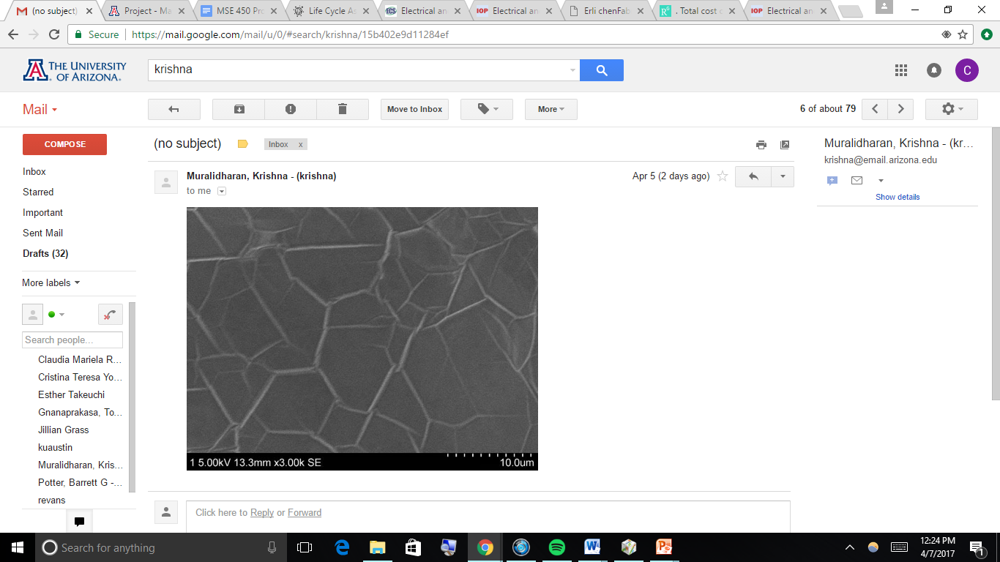 (no subject)
Project - Ma
MSE 450 Pro
Life Cycle As
ECS
Electrical an
IOP
Electrical an
Erli chenFab
. Total cost o
IOP
Electrical an
Secure
https://mail.google.com/mail/u/0/#search/krishna/15b402e9d11284ef
THE UNIVERSITY
OF ARIZONA.
krishna
C
Mail
Move to Inbox
More
6 of about 79
COMPOSE
(no subject)
Inbox x
Muralidharan, Krishna - (kr...
krishna@email.arizona.edu
Show details
Inbox
Starred
Important
Sent Mail
Drafts (32)
More labels
Muralidharan, Krishna - (krishna)
Apr 5 (2 days ago)
to me
1 5.00kV 13.3mm x3.00k SE
10.0um
Search people...
Claudia Mariela R...
Cristina Teresa Yo...
Esther Takeuchi
Gnanaprakasa, To...
Jillian Grass
kuaustin
Muralidharan, Kris...
Potter, Barrett G -...
revans
Click here to Reply or Forward
Search for anything
12:24 PM
4/7/2017
1